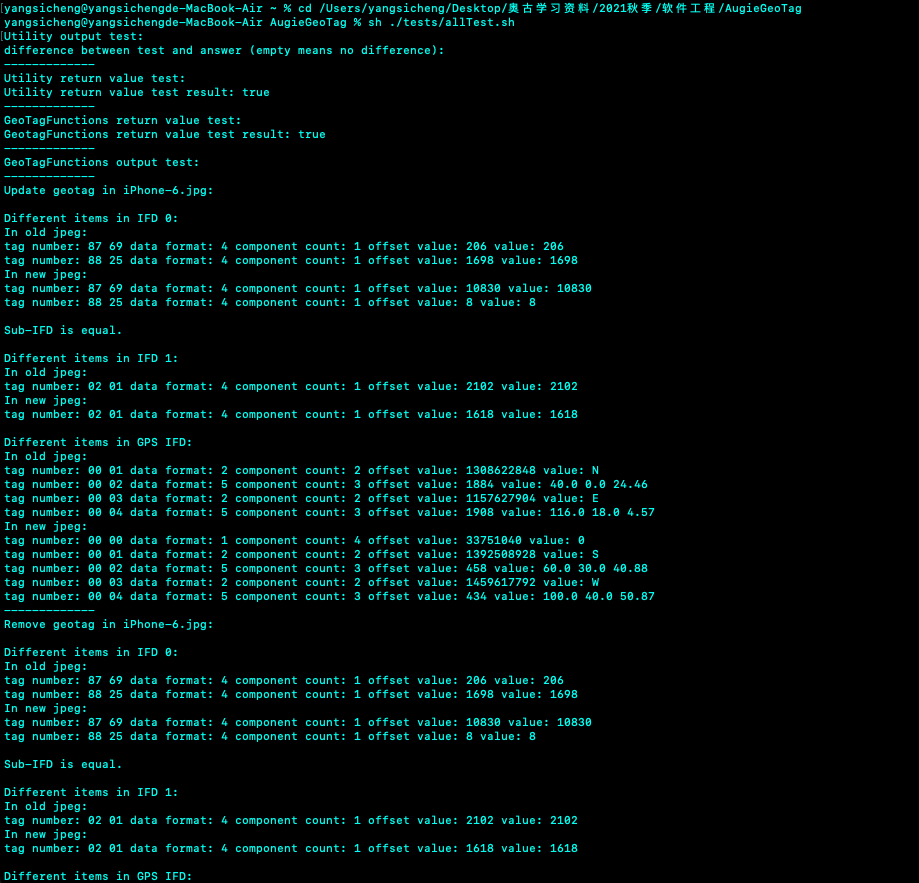 yangsicheng@yangsichengde-MacBook-Air ~ % cd /Users/yangsicheng/Desktop/奥古学习资料/2021秋季/软件工程/AugieGeoTag
yangsicheng@yangsichengde-MacBook-Air AugieGeoTag % sh ./tests/allTest.sh
Utility output test:
difference between test and answer (empty means no difference):
-------------
Utility return value test:
Utility return value test result: true
-------------
GeoTagFunctions return value test:
GeotagFunctions return value test result: true
-------------
GeoTagFunctions output test:
-------------
Update geotag in iPhone-6.jpg:

Different items in IFD 0:
In old jpeg:
tag number: 87 69 data format: 4 component count: 1 offset value: 206 value: 206
tag number: 88 25 data format: 4 component count: 1 offset value: 1698 value: 1698
In new jpeg:
tag number: 87 69 data format: 4 component count: 1 offset value: 10830 value: 10830
tag number: 88 25 data format: 4 component count: 1 offset value: 8 value: 8

Sub-IFD is equal.

Different items in IFD 1:
In old jpeg:
tag number: 02 01 data format: 4 component count: 1 offset value: 2102 value: 2102
In new jpeg:
tag number: 02 01 data format: 4 component count: 1 offset value: 1618 value: 1618

Different items in GPS IFD:
In old jpeg:
tag number: 00 01 data format: 2 component count: 2 offset value: 1308622848 value: N
tag number: 00 02 data format: 5 component count: 3 offset value: 1884 value: 40.0 0.0 24.46
tag number: 00 03 data format: 2 component count: 2 offset value: 1157627904 value: E
tag number: 00 04 data format: 5 component count: 3 offset value: 1908 value: 116.0 18.0 4.57
In new jpeg:
tag number: 00 00 data format: 1 component count: 4 offset value: 33751040 value: 0
tag number: 00 01 data format: 2 component count: 2 offset value: 1392508928 value: S
tag number: 00 02 data format: 5 component count: 3 offset value: 458 value: 60.0 30.0 40.88
tag number: 00 03 data format: 2 component count: 2 offset value: 1459617792 value: W
tag number: 00 04 data format: 5 component count: 3 offset value: 434 value: 100.0 40.0 50.87
-------------
Remove geotag in iPhone-6.jpg:

Different items in IFD 0:
In old jpeg:
tag number: 87 69 data format: 4 component count: 1 offset value: 206 value: 206
tag number: 88 25 data format: 4 component count: 1 offset value: 1698 value: 1698
In new jpeg:
tag number: 87 69 data format: 4 component count: 1 offset value: 10830 value: 10830
tag number: 88 25 data format: 4 component count: 1 offset value: 8 value: 8

Sub-IFD is equal.

Different items in IFD 1:
In old jpeg:
tag number: 02 01 data format: 4 component count: 1 offset value: 2102 value: 2102
In new jpeg:
tag number: 02 01 data format: 4 component count: 1 offset value: 1618 value: 1618

Different items in GPS IFD: